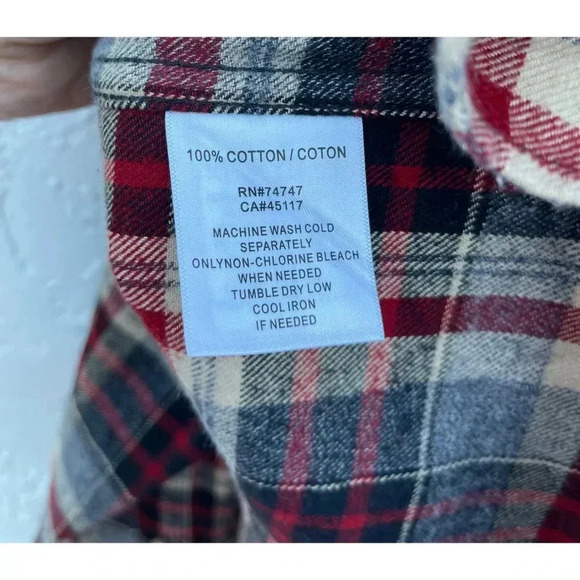 100% COTTON / COTON
RN#74747
CA#45117
MACHINE WASH COLD
SEPARATELY
ONLYNON-CHLORINE BLEACH
WHEN NEEDED
TUMBLE DRY LOW
COOL IRON
IF NEEDED